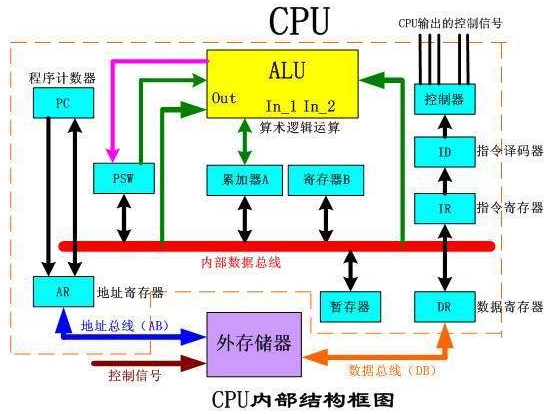 CPU
CPU输出的控制信号
程序计数器
PC
ALU
Out
In_1 In_2
算术逻辑运算
控制器
ID
指令译码器
PSW
累加器A
寄存器B
IR
指令寄存器
内部数据总线
AR
地址寄存器
暂存器
DR
数据寄存器
地址总线（AB）
外存储器
控制信号
数据总线（DB）
CPU内部结构框图